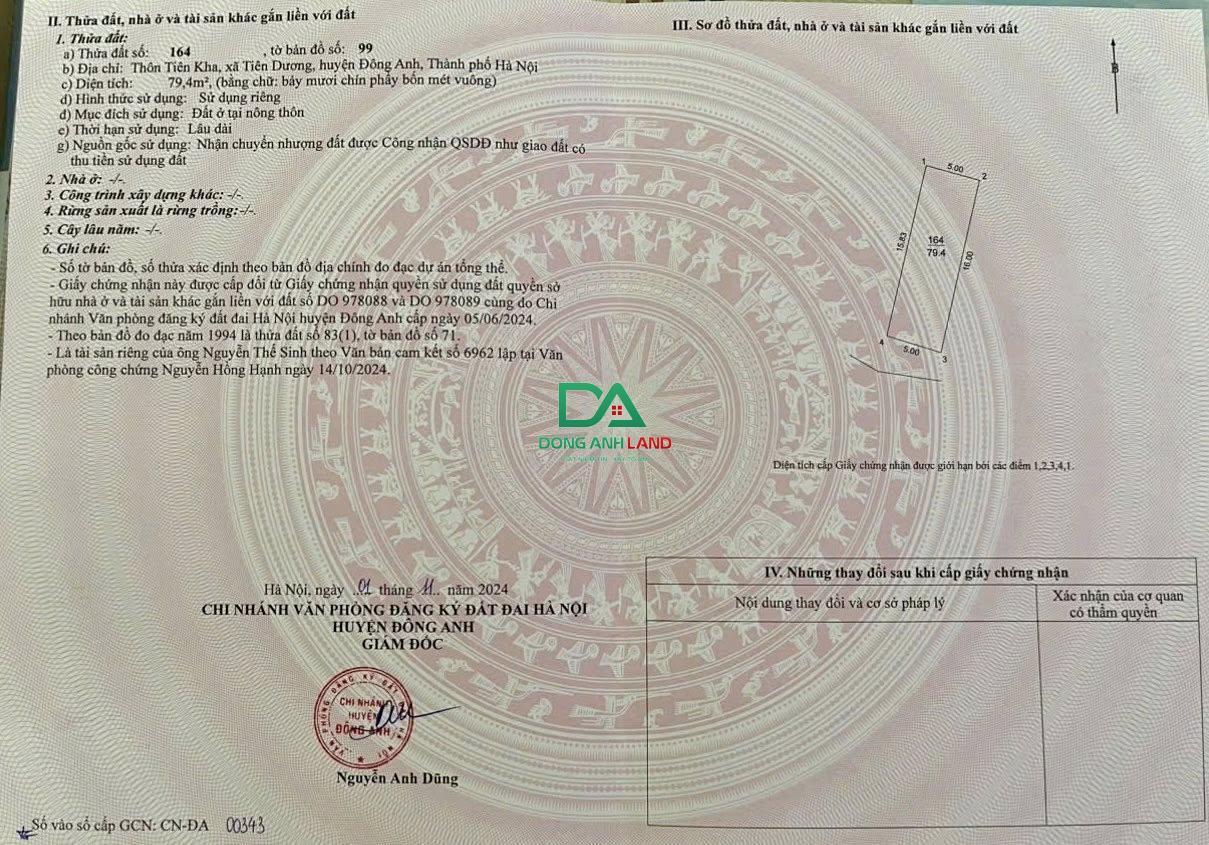 II. Thửa đất, nhà ở và tài sản khác gắn liền với đất
1. Thửa đất:
a) Thửa đất số: 164 , tờ bản đồ số: 99
b) Địa chỉ: Thôn Tiên Kha, xã Tiên Dương, huyện Đông Anh, Thành phố Hà Nội
c) Diện tích: 79,4m², (bằng chữ: bảy mươi chín phẩy bốn mét vuông)
d) Hình thức sử dụng: Sử dụng riêng
đ) Mục đích sử dụng: Đất ở tại nông thôn
e) Thời hạn sử dụng: Lâu dài
g) Nguồn gốc sử dụng: Nhận chuyển nhượng đất được Công nhận QSDĐ như giao đất có
thu tiền sử dụng đất
2. Nhà ở: -/-.
3. Công trình xây dựng khác: -/-.
4. Rừng sản xuất là rừng trồng:-/-.
5. Cây lâu năm: -/-.
6. Ghi chú:
- Số tờ bản đồ, số thửa xác định theo bản đồ địa chính đo đạc dự án tổng thể.
- Giấy chứng nhận này được cấp đổi từ Giấy chứng nhận quyền sử dụng đất quyền sở
hữu nhà ở và tài sản khác gắn liền với đất số DO 978088 và DO 978089 cùng do Chi
nhánh Văn phòng đăng ký đất đai Hà Nội huyện Đông Anh cấp ngày 05/06/2024.
- Theo bản đồ đo đạc năm 1994 là thửa đất số 83(1), tờ bản đồ số 71.
- Là tài sản riêng của ông Nguyễn Thế Sinh theo Văn bản cam kết số 6962 lập tại Văn
phòng công chứng Nguyễn Hồng Hạnh ngày 14/10/2024.
Hà Nội, ngày ..01 tháng 11.. năm 2024
CHI NHÁNH VĂN PHÒNG ĐĂNG KÝ ĐẤT ĐAI HÀ NỘI
HUYỆN ĐÔNG ANH
GIÁM ĐỐC
VĂN PHÒNG ĐĂNG KÝ ĐẤT ĐAI HÀ NỘI
CHI NHÁNH
HUYỆN
ĐÔNG ANH
Nguyễn Anh Dũng
Số vào sổ cấp GCN: CN-ĐA 00343
III. Sơ đồ thửa đất, nhà ở và tài sản khác gắn liền với đất
B
1 5.00 2
15.83
164
79.4
16.00
4 5.00 3
Diện tích cấp Giấy chứng nhận được giới hạn bởi các điểm 1,2,3,4,1.
DONG ANH LAND
IV. Những thay đổi sau khi cấp giấy chứng nhận
Nội dung thay đổi và cơ sở pháp lý
Xác nhận của cơ quan
có thẩm quyền